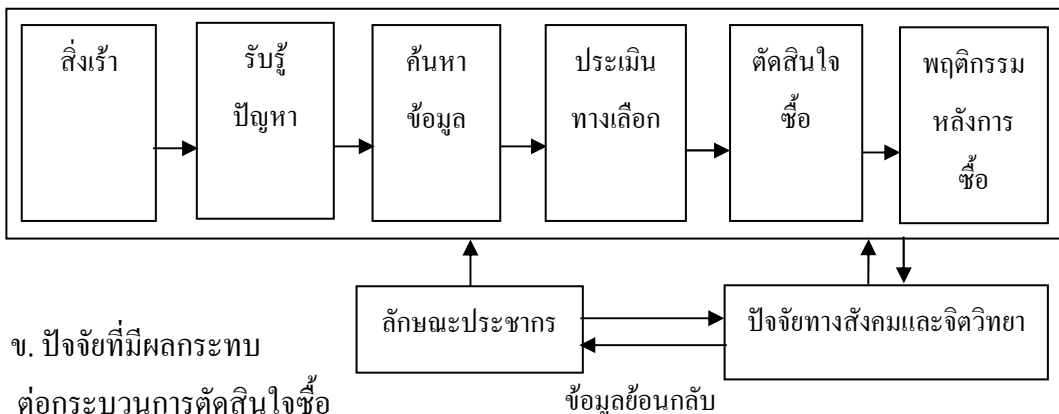 สิ่งเร้า
รับรู้
ปัญหา
ค้นหา
ข้อมูล
ประเมิน
ทางเลือก
ตัดสินใจ
ซื้อ
พฤติกรรม
หลังการ
ซื้อ
ลักษณะประชากร
ปัจจัยทางสังคมและจิตวิทยา
ข. ปัจจัยที่มีผลกระทบ
ต่อกระบวนการตัดสินใจซื้อ
ข้อมูลย้อนกลับ